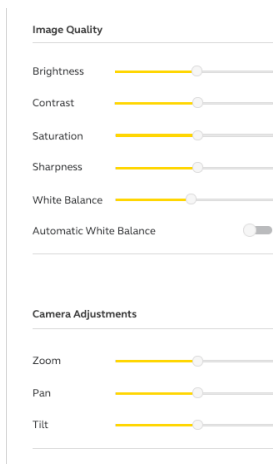 Image Quality
Brightness
Contrast
Saturation
Sharpness
White Balance
Automatic White Balance
Camera Adjustments
Zoom
Pan
Tilt